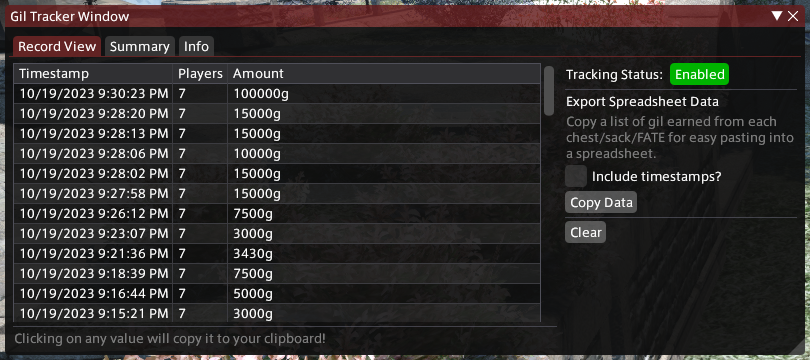 Gil Tracker Window
Record View Summary Info
Timestamp Players Amount
10/19/2023 9:30:23 PM 7 100000g
10/19/2023 9:28:20 PM 7 15000g
10/19/2023 9:28:13 PM 7 15000g
10/19/2023 9:28:06 PM 7 10000g
10/19/2023 9:28:02 PM 7 15000g
10/19/2023 9:27:58 PM 7 15000g
10/19/2023 9:26:12 PM 7 7500g
10/19/2023 9:23:07 PM 7 3000g
10/19/2023 9:21:36 PM 7 3430g
10/19/2023 9:18:39 PM 7 7500g
10/19/2023 9:16:44 PM 7 5000g
10/19/2023 9:15:21 PM 7 3000g
Clicking on any value will copy it to your clipboard!
Tracking Status: Enabled
Export Spreadsheet Data
Copy a list of gil earned from each
chest/sack/FATE for easy pasting into
a spreadsheet.
Include timestamps?
Copy Data
Clear